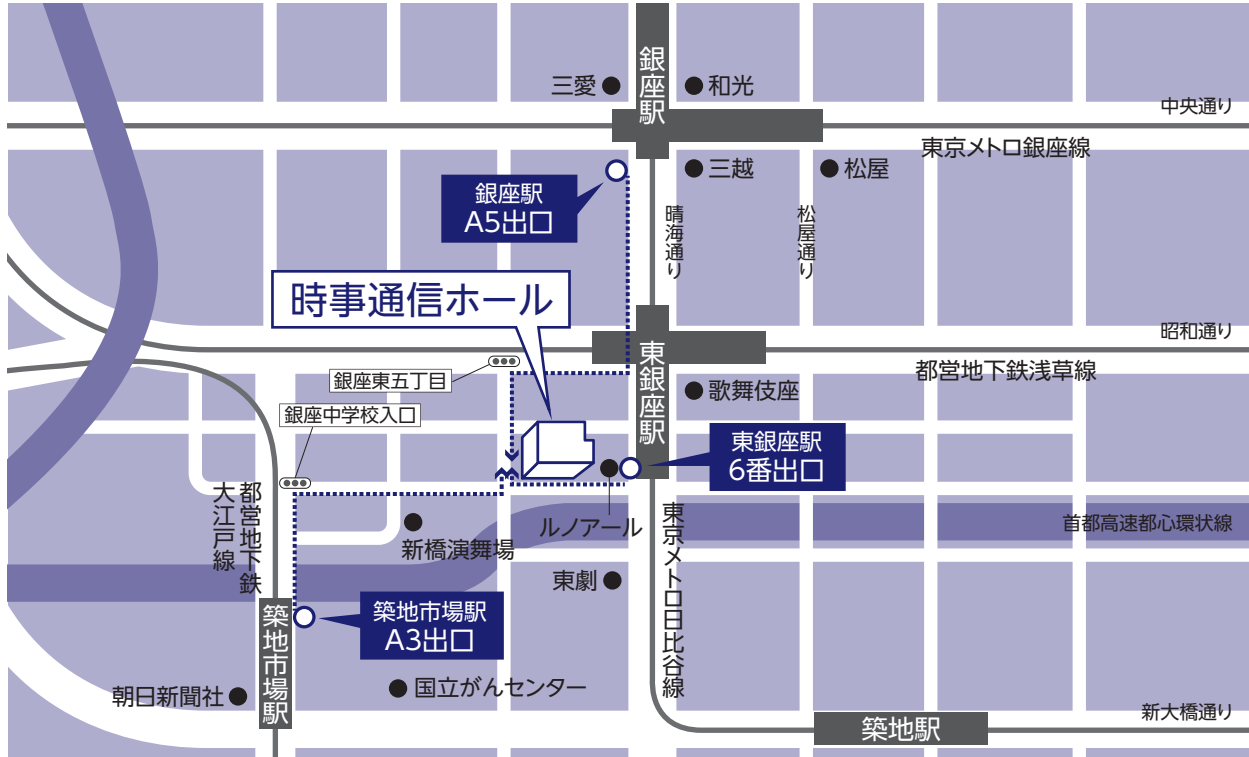 銀座駅
三愛
和光
中央通り
東京メトロ銀座線
三越
松屋
銀座駅
A5出口
晴海通り
松屋通り
時事通信ホール
昭和通り
都営地下鉄浅草線
東銀座駅
銀座東五丁目
歌舞伎座
銀座中学校入口
東銀座駅
6番出口
都営地下鉄
大江戸線
新橋演舞場
ルノアール
首都高速都心環状線
東京メトロ日比谷線
東劇
築地市場駅
築地市場駅
A3出口
朝日新聞社
国立がんセンター
新大橋通り
築地駅